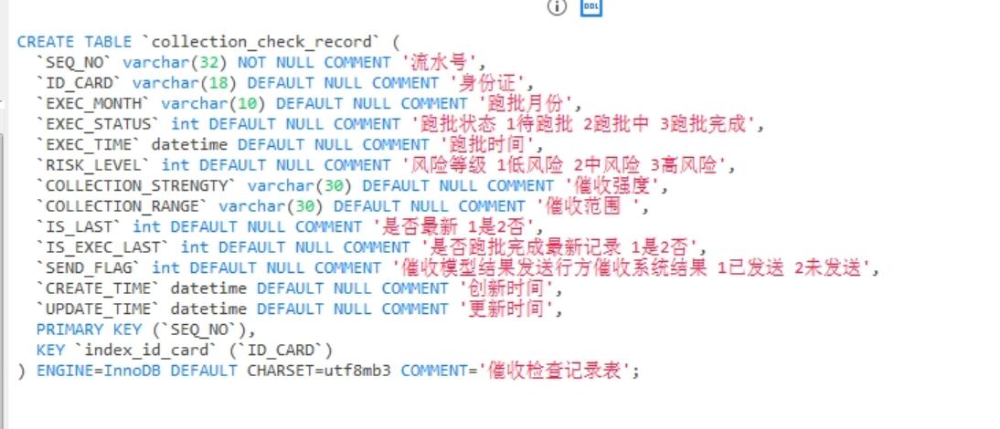 DDL
CREATE TABLE `collection_check_record` (
  `SEQ_NO` varchar(32) NOT NULL COMMENT '流水号',
  `ID_CARD` varchar(18) DEFAULT NULL COMMENT '身份证',
  `EXEC_MONTH` varchar(10) DEFAULT NULL COMMENT '跑批月份',
  `EXEC_STATUS` int DEFAULT NULL COMMENT '跑批状态 1待跑批 2跑批中 3跑批完成',
  `EXEC_TIME` datetime DEFAULT NULL COMMENT '跑批时间',
  `RISK_LEVEL` int DEFAULT NULL COMMENT '风险等级 1低风险 2中风险 3高风险',
  `COLLECTION_STRENGTY` varchar(30) DEFAULT NULL COMMENT '催收强度',
  `COLLECTION_RANGE` varchar(30) DEFAULT NULL COMMENT '催收范围 ',
  `IS_LAST` int DEFAULT NULL COMMENT '是否最新 1是2否',
  `IS_EXEC_LAST` int DEFAULT NULL COMMENT '是否跑批完成最新记录 1是2否',
  `SEND_FLAG` int DEFAULT NULL COMMENT '催收模型结果发送行方催收系统结果 1已发送 2未发送',
  `CREATE_TIME` datetime DEFAULT NULL COMMENT '创新时间',
  `UPDATE_TIME` datetime DEFAULT NULL COMMENT '更新时间',
  PRIMARY KEY (`SEQ_NO`),
  KEY `index_id_card` (`ID_CARD`)
) ENGINE=InnoDB DEFAULT CHARSET=utf8mb3 COMMENT='催收检查记录表';